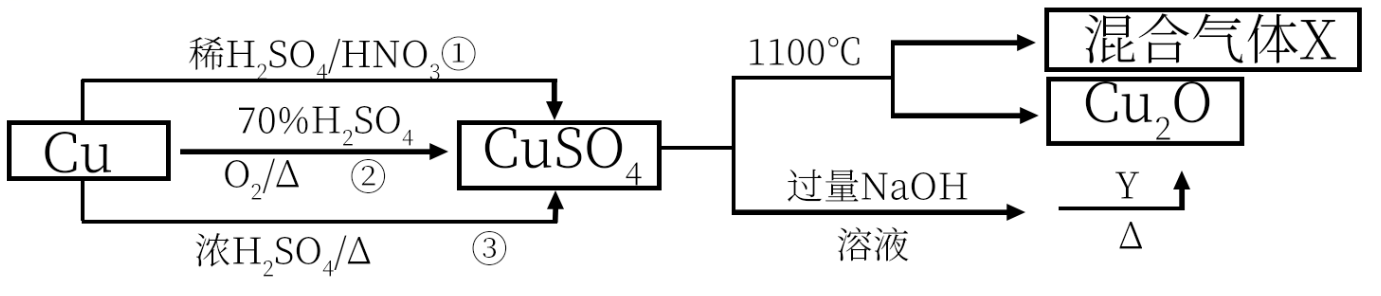 稀H₂SO₄/HNO₃①
1100℃
混合气体X
70%H₂SO₄
Cu₂O
Cu
CuSO₄
O₂/Δ ②
过量NaOH
Y
浓H₂SO₄/Δ ③
溶液
Δ